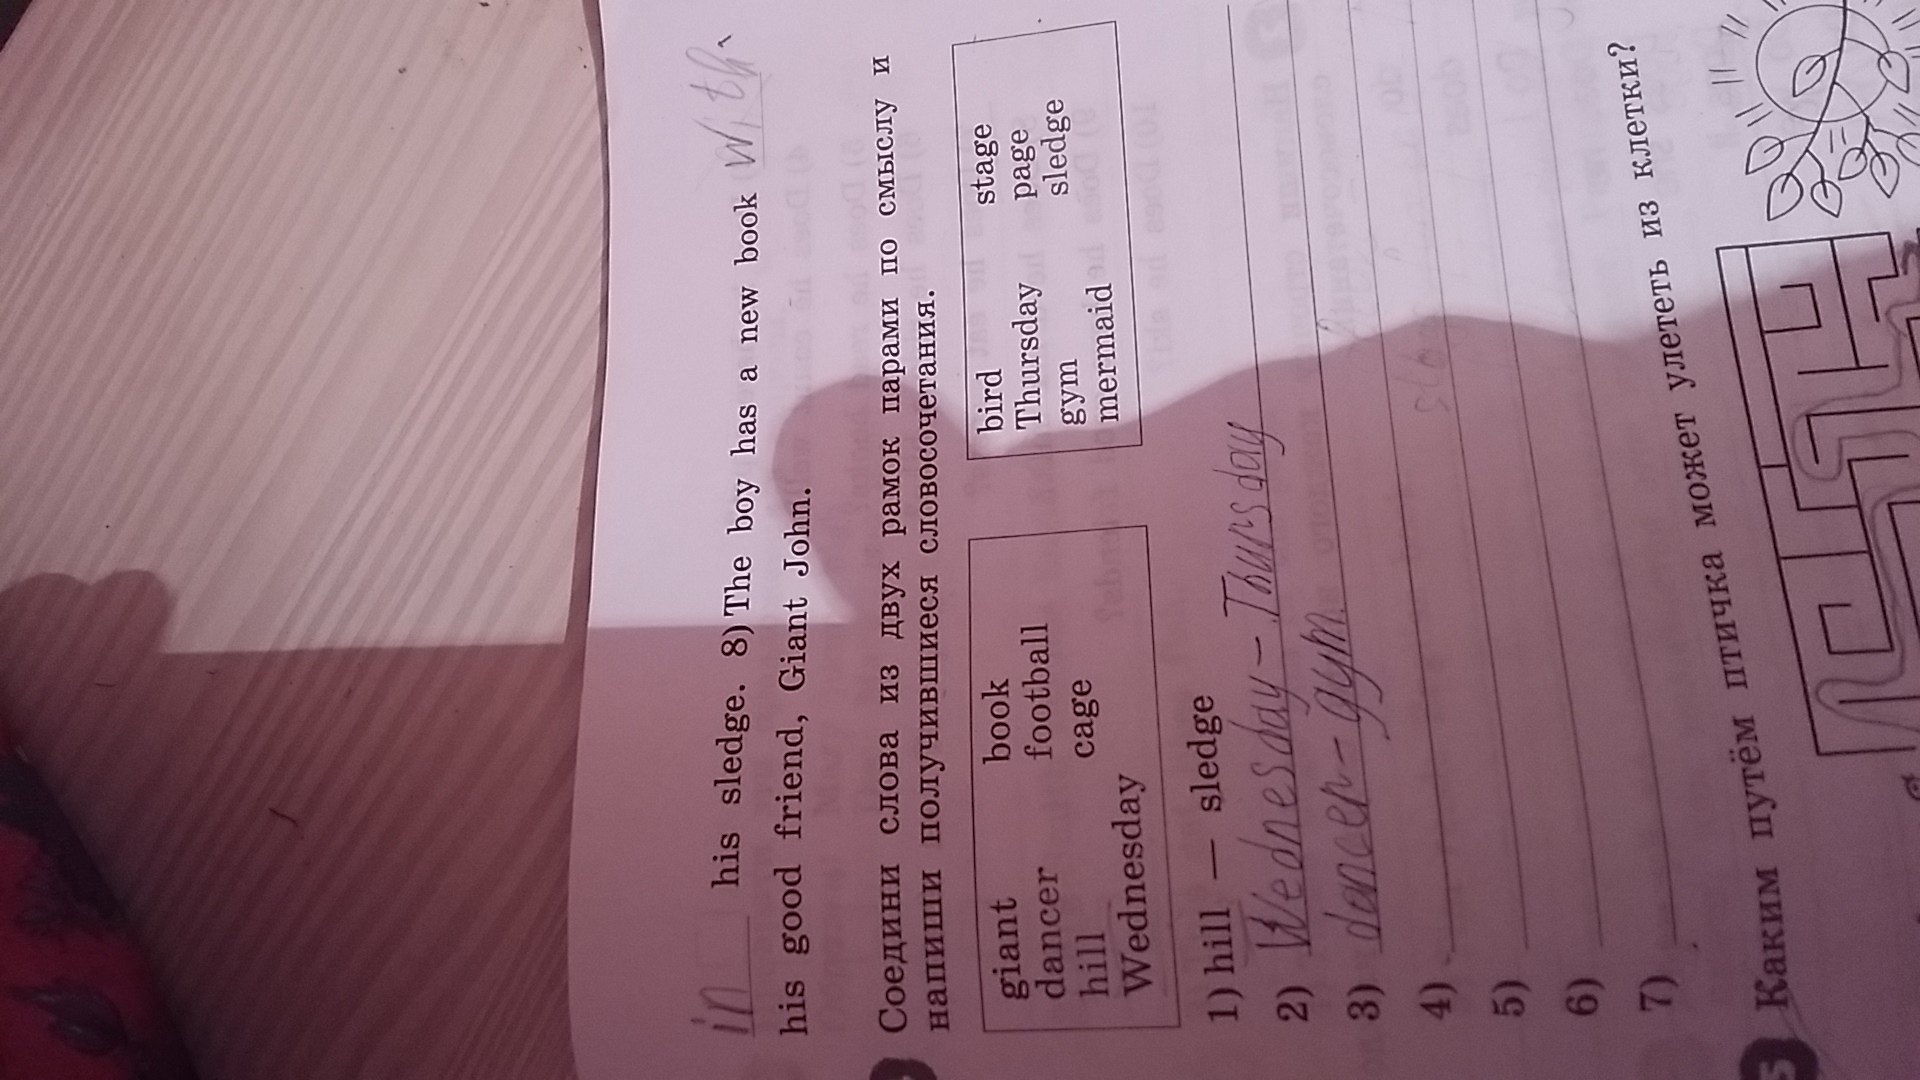 in his sledge. 8) The boy has a new book with
his good friend, Giant John.
Соедини слова из двух рамок парами по смыслу и
напиши получившиеся словосочетания.
giant book
dancer football
hill cage
Wednesday
bird stage
Thursday page
gym sledge
mermaid
1) hill — sledge
2) Wednesday - Thursday
3) dancer - gym
4)
5)
6)
7)
5 Каким путём птичка может улететь из клетки?